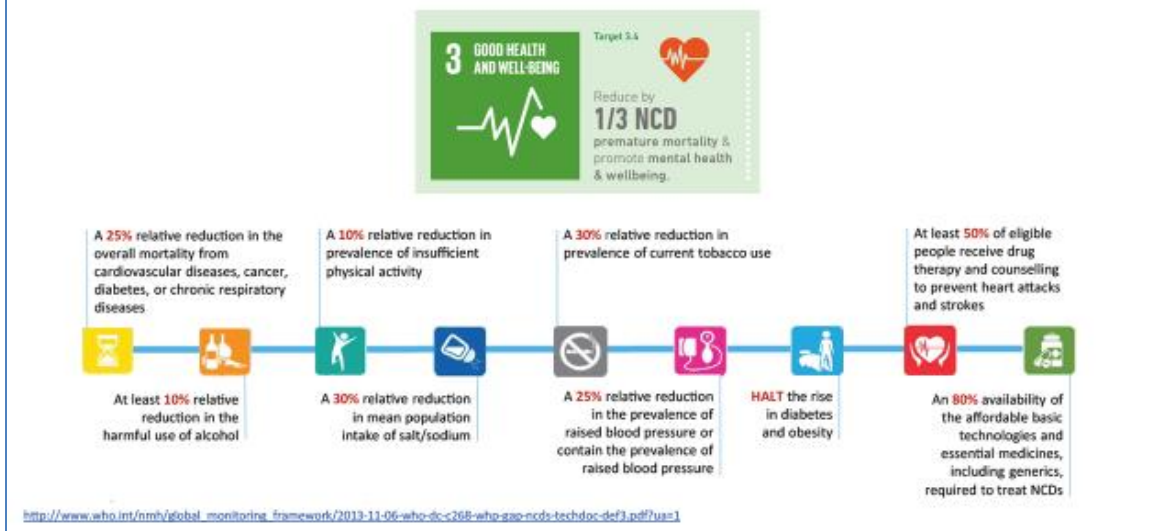 3 GOOD HEALTH
AND WELL-BEING
Target 3.4
Reduce by
1/3 NCD
premature mortality &
promote mental health
& wellbeing.
A 25% relative reduction in the
overall mortality from
cardiovascular diseases, cancer,
diabetes, or chronic respiratory
diseases
A 10% relative reduction in
prevalence of insufficient
physical activity
A 30% relative reduction in
prevalence of current tobacco use
At least 50% of eligible
people receive drug
therapy and counselling
to prevent heart attacks
and strokes
At least 10% relative
reduction in the
harmful use of alcohol
A 30% relative reduction
in mean population
intake of salt/sodium
A 25% relative reduction
in the prevalence of
raised blood pressure or
contain the prevalence of
raised blood pressure
HALT the rise
in diabetes
and obesity
An 80% availability of
the affordable basic
technologies and
essential medicines,
including generics,
required to treat NCDs
http://www.who.int/nmh/global_monitoring_framework/2013-11-06-who-dc-c268-whp-gap-ncds-techdoc-def3.pdf?ua=1